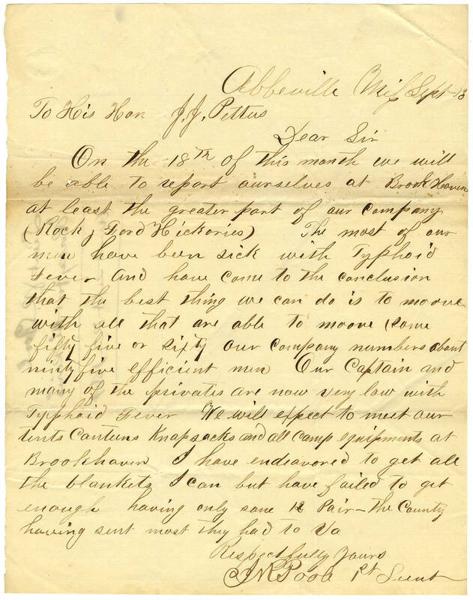 Abbeville Miss Sept 13
To His Hon J. J. Pettus
Dear Sir
On the 18th of this month we will
be able to report ourselves at Brook Haven
at least the greater part of our Company
(Rocky Ford Hickories) The most of our
men have been sick with Typhoid
Fever and have come to the conclusion
that the best thing we can do is to moove
with all that are able to moove some
fifty five or sixty our company numbers about
ninty five efficient men Our Captain and
many of the privates are now very low with
Typhoid Fever We will expect to meet our
tents Canteens Knapsacks and all camp equipments at
Brookhaven I have endeavored to get all
the blankets I can but have failed to get
enough having only some 12 Pair - the County
having sent most they had to Va
Respectfully Yours
Poole 1st Lieut